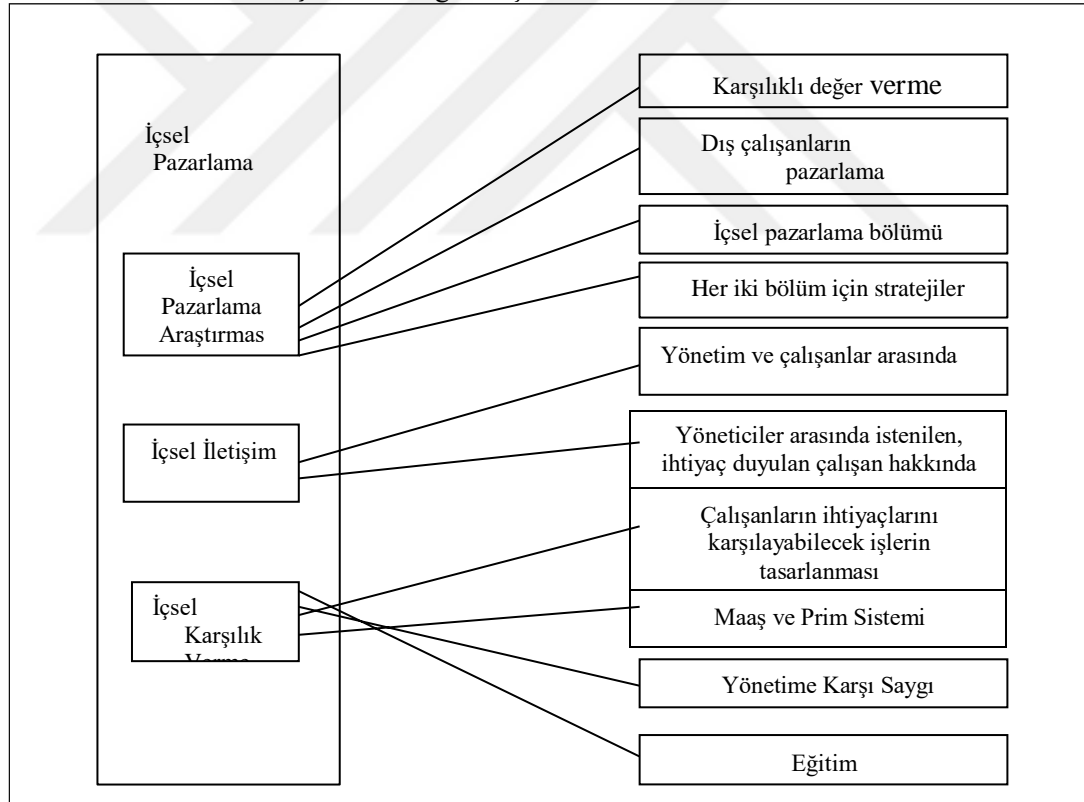 İçsel
Pazarlama
İçsel
Pazarlama
Araştırmas
İçsel İletişim
İçsel
Karşılık
Verme
Karşılıklı değer verme
Dış çalışanların
pazarlama
İçsel pazarlama bölümü
Her iki bölüm için stratejiler
Yönetim ve çalışanlar arasında
Yöneticiler arasında istenilen,
ihtiyaç duyulan çalışan hakkında
Çalışanların ihtiyaçlarını
karşılayabilecek işlerin
tasarlanması
Maaş ve Prim Sistemi
Yönetime Karşı Saygı
Eğitim